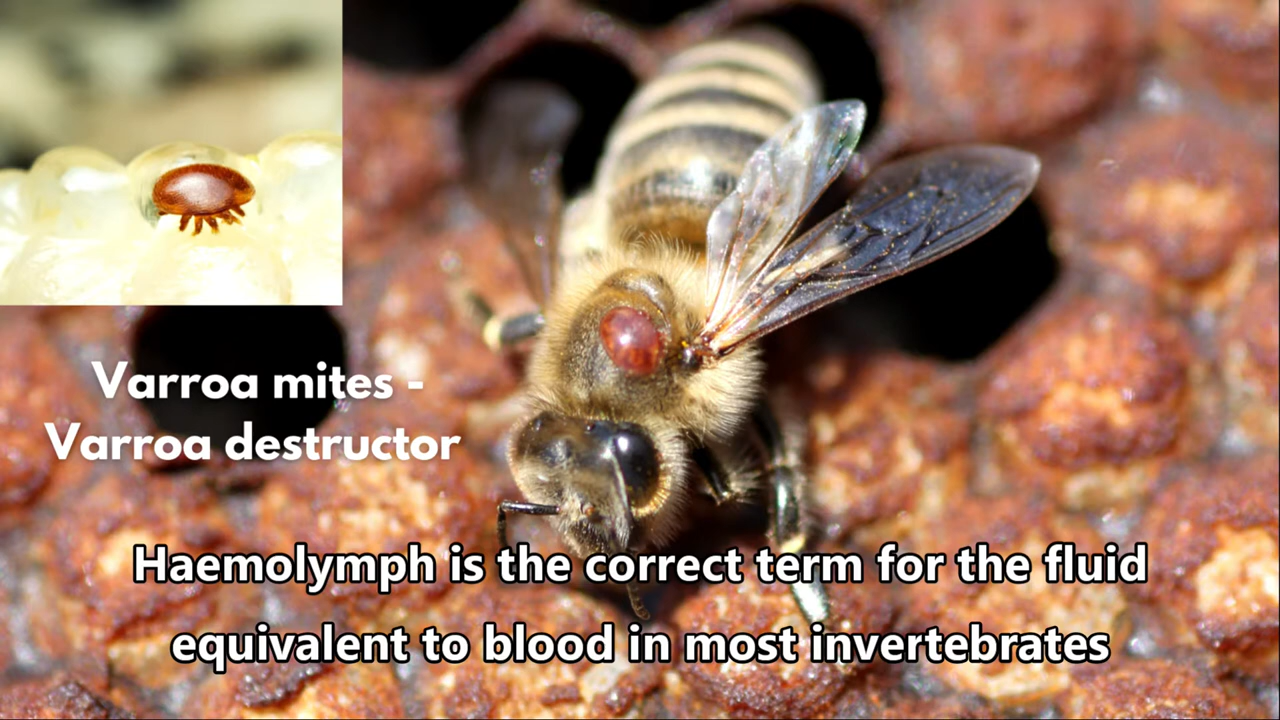 Varroa mites -
Varroa destructor
Haemolymph is the correct term for the fluid
equivalent to blood in most invertebrates